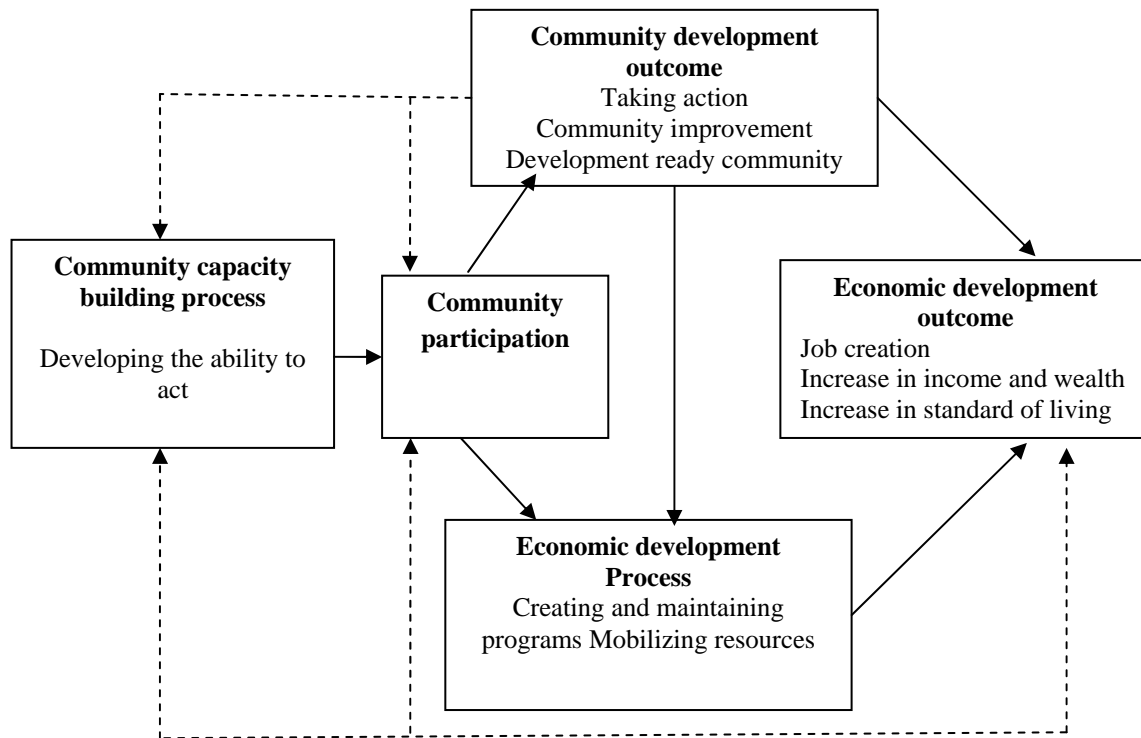 Community development
outcome
Taking action
Community improvement
Development ready community
Community capacity
building process
Developing the ability to
act
Community
participation
Economic development
outcome
Job creation
Increase in income and wealth
Increase in standard of living
Economic development
Process
Creating and maintaining
programs Mobilizing resources